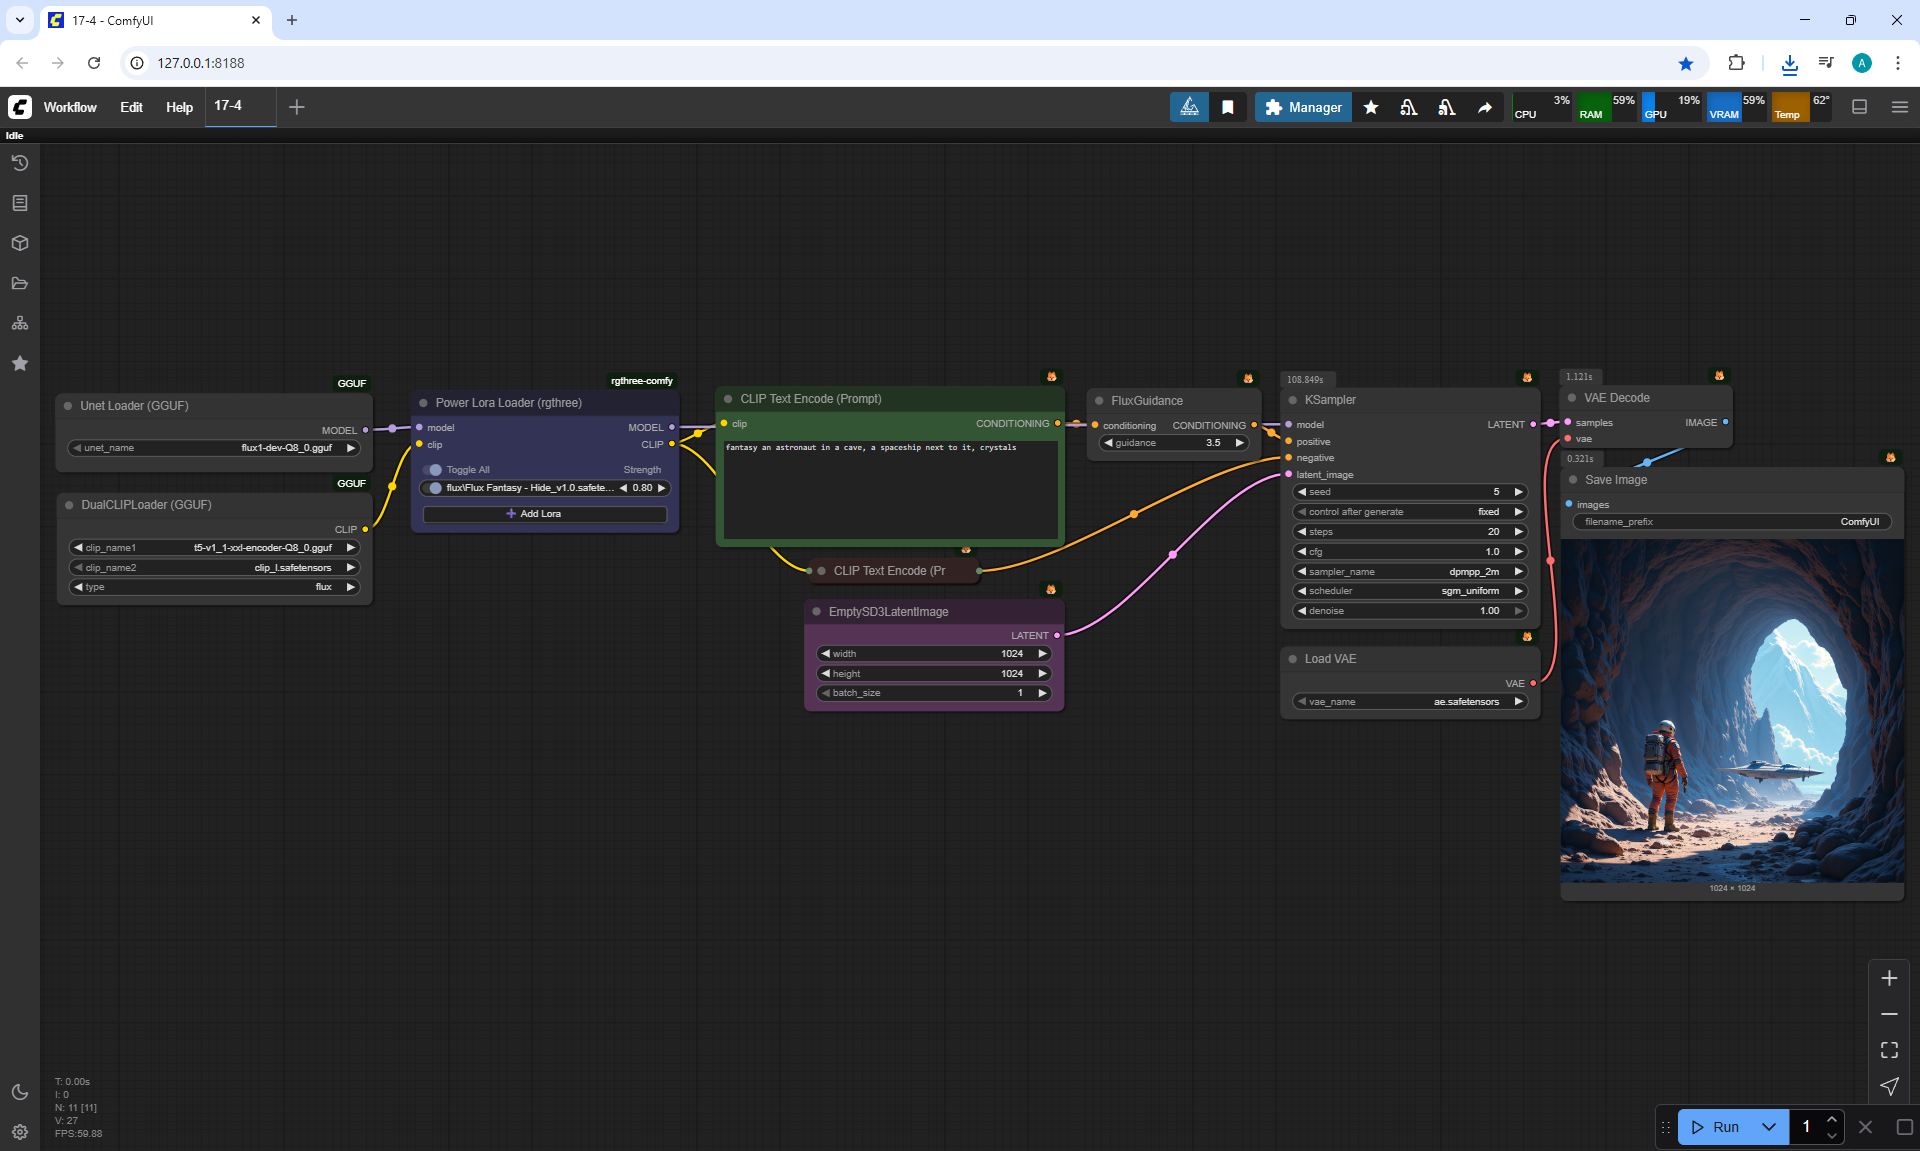 17-4 - ComfyUI
127.0.0.1:8188
Workflow Edit Help 17-4
Manager
CPU 3% RAM 59% GPU 19% VRAM 59% Temp 62°
Idle
GGUF
Unet Loader (GGUF)
MODEL
unet_name flux1-dev-Q8_0.gguf
GGUF
DualCLIPLoader (GGUF)
CLIP
clip_name1 t5-v1_1-xxl-encoder-Q8_0.gguf
clip_name2 clip_l.safetensors
type flux
rgthree-comfy
Power Lora Loader (rgthree)
model MODEL
clip CLIP
Toggle All Strength
flux\Flux Fantasy - Hide_v1.0.safete... 0.80
Add Lora
CLIP Text Encode (Prompt)
clip CONDITIONING
fantasy an astronaut in a cave, a spaceship next to it, crystals
CLIP Text Encode (Pr
EmptySD3LatentImage
LATENT
width 1024
height 1024
batch_size 1
FluxGuidance
conditioning CONDITIONING
guidance 3.5
108.849s
KSampler
model LATENT
positive
negative
latent_image
seed 5
control after generate fixed
steps 20
cfg 1.0
sampler_name dpmpp_2m
scheduler sgm_uniform
denoise 1.00
Load VAE
VAE
vae_name ae.safetensors
1.121s
VAE Decode
samples IMAGE
vae
0.321s
Save Image
images
filename_prefix ComfyUI
1024 × 1024
T: 0.00s
I: 0
N: 11 [11]
V: 27
FPS:59.88
Run 1
A